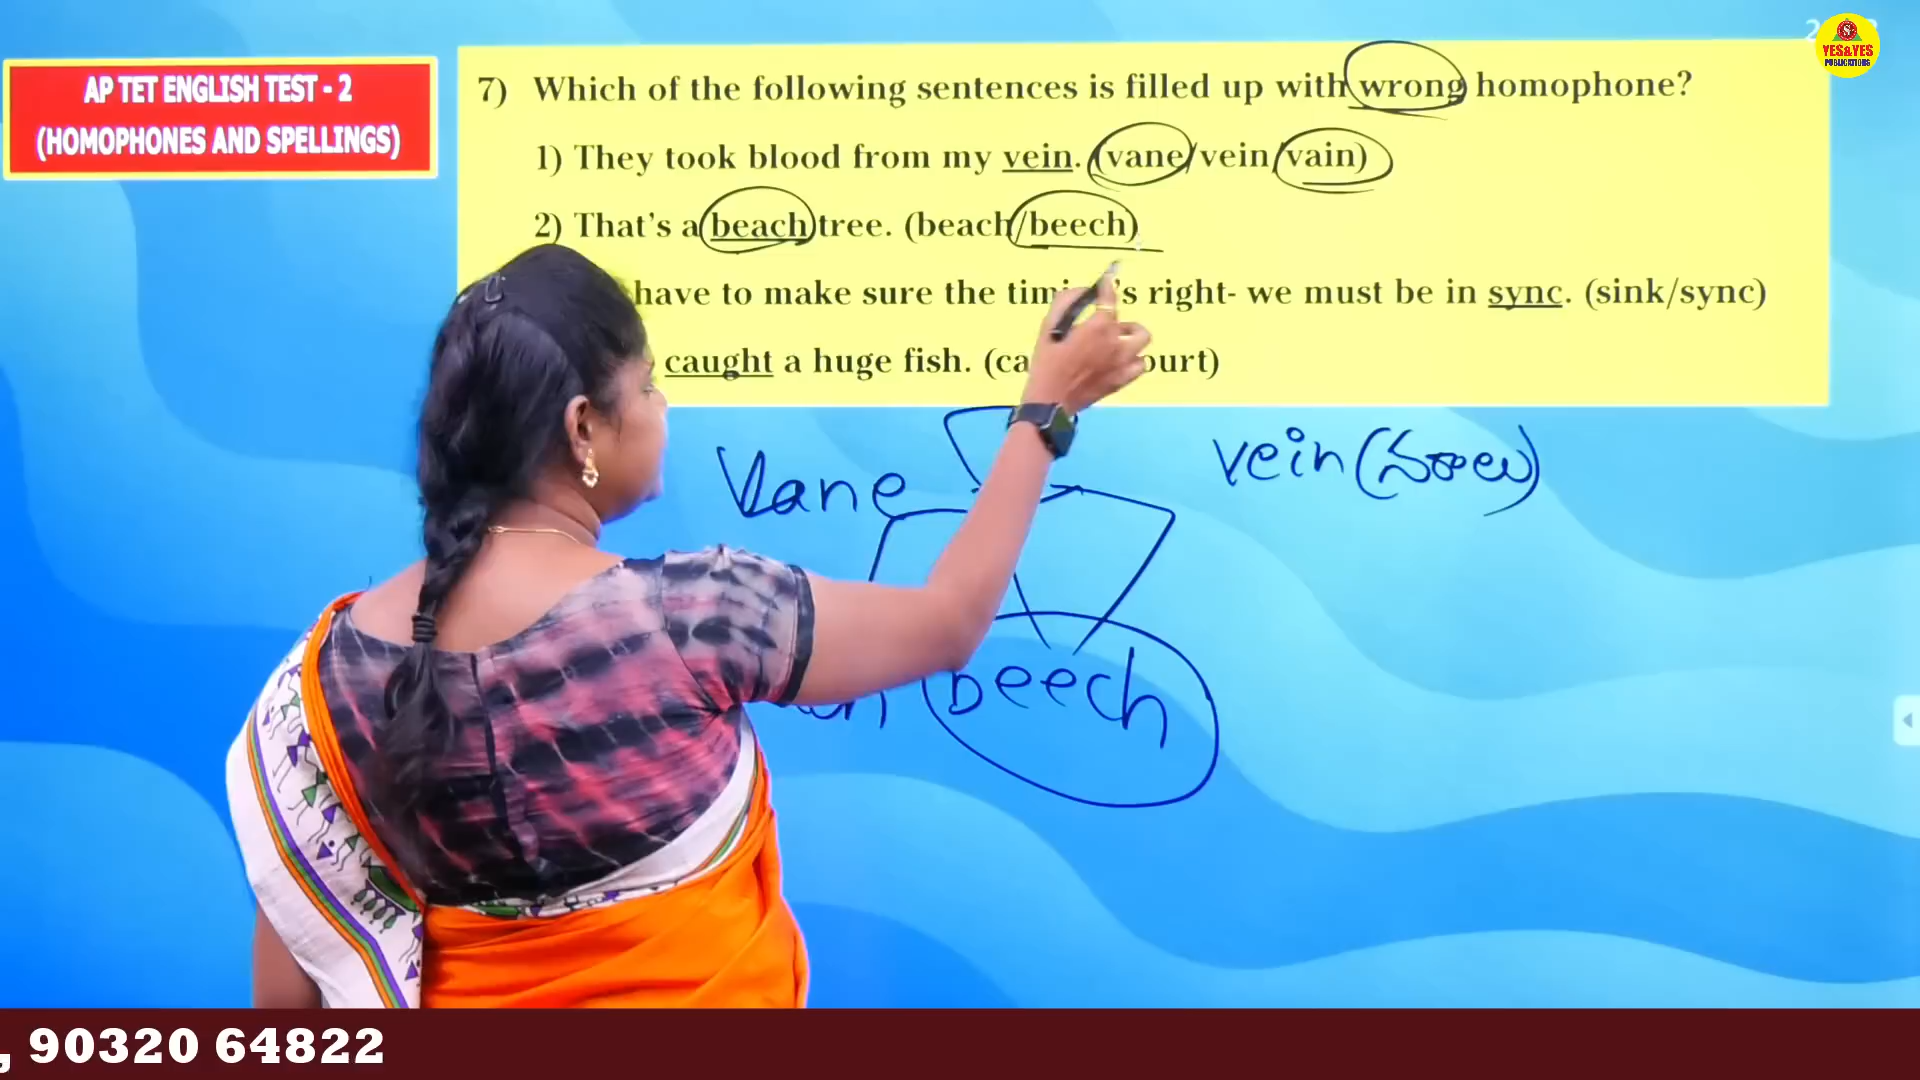 AP TET ENGLISH TEST - 2
(HOMOPHONES AND SPELLINGS)
YES&YES
PUBLICATIONS
7) Which of the following sentences is filled up with wrong homophone?
1) They took blood from my vein. (vane/vein/vain)
2) That's a beach tree. (beach/beech)
have to make sure the 's right- we must be in sync. (sink/sync)
caught a huge fish.
Vane
vein (నరాలు)
beech
, 90320 64822